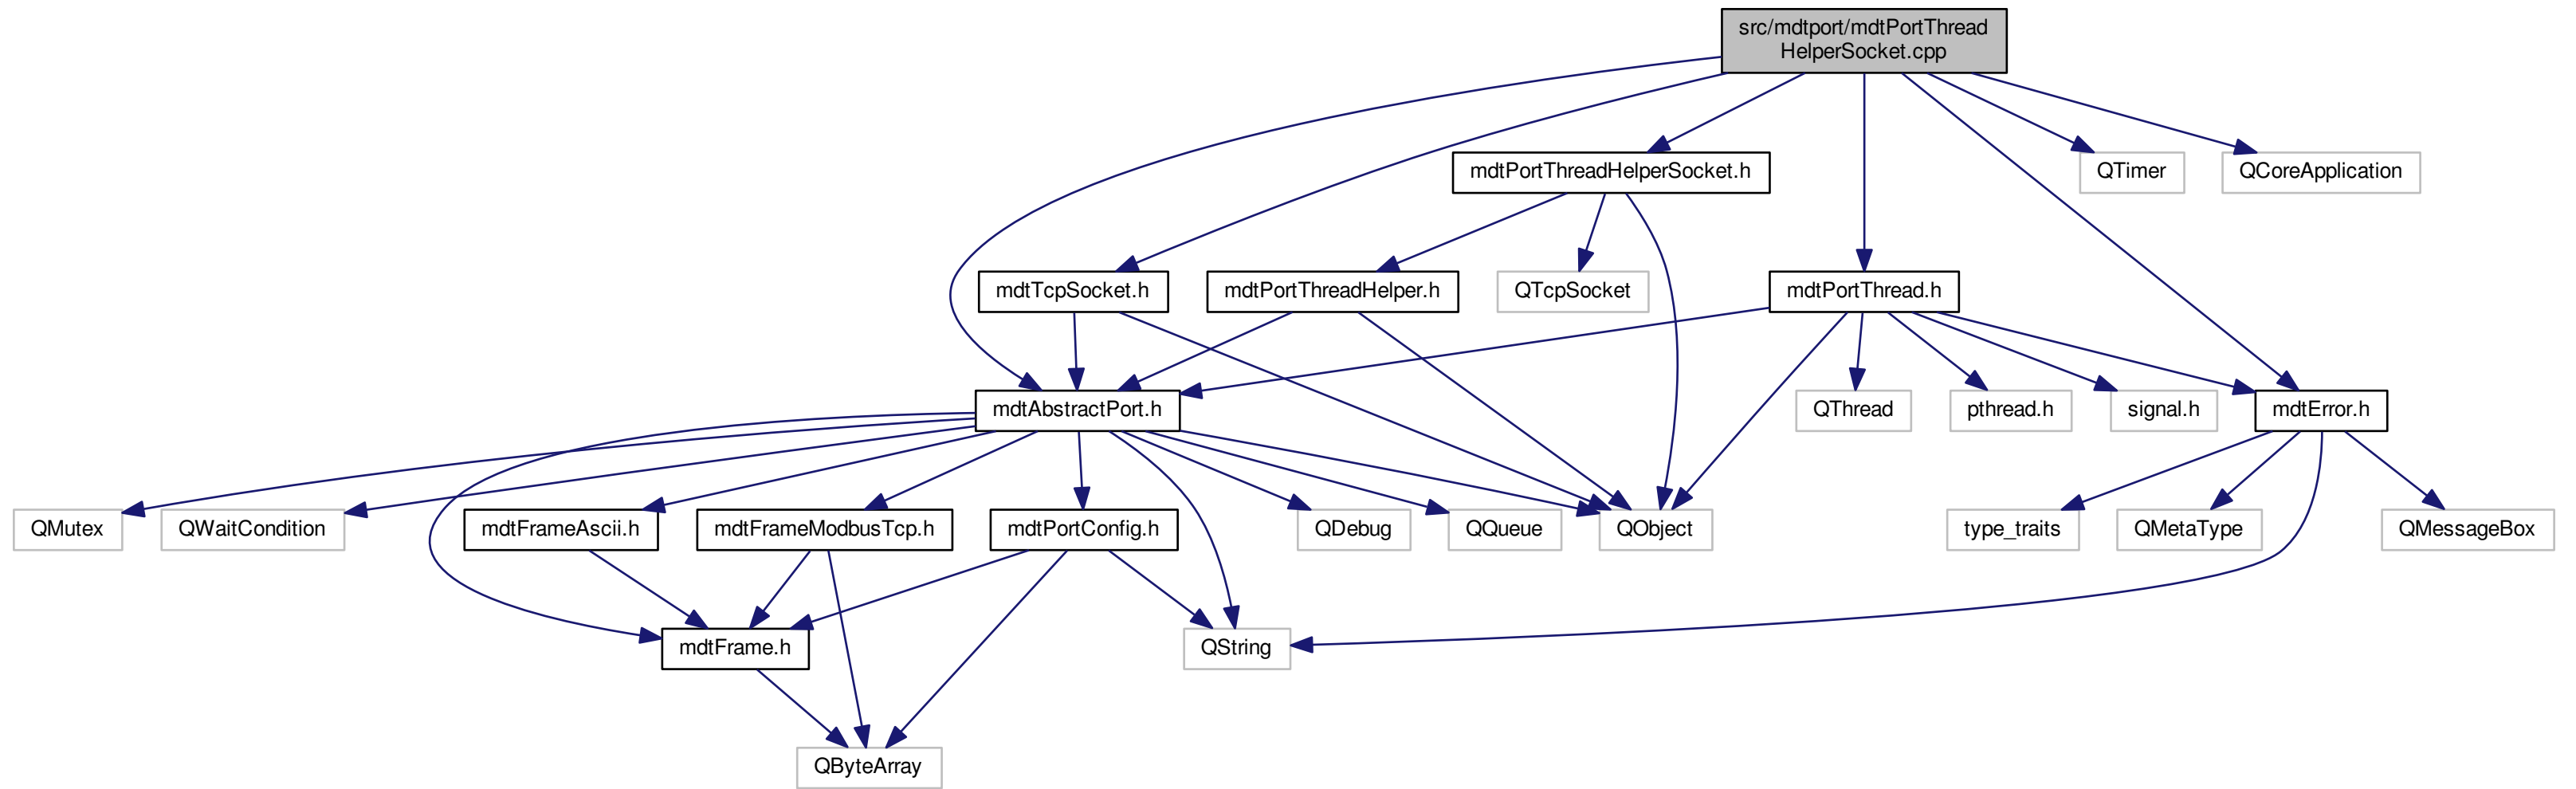 src/mdtport/mdtPortThread
HelperSocket.cpp
mdtPortThreadHelperSocket.h
QTimer
QCoreApplication
mdtTcpSocket.h
mdtPortThreadHelper.h
QTcpSocket
mdtPortThread.h
mdtAbstractPort.h
QThread
pthread.h
signal.h
mdtError.h
QMutex
QWaitCondition
mdtFrameAscii.h
mdtFrameModbusTcp.h
mdtPortConfig.h
QDebug
QQueue
QObject
type_traits
QMetaType
QMessageBox
mdtFrame.h
QString
QByteArray